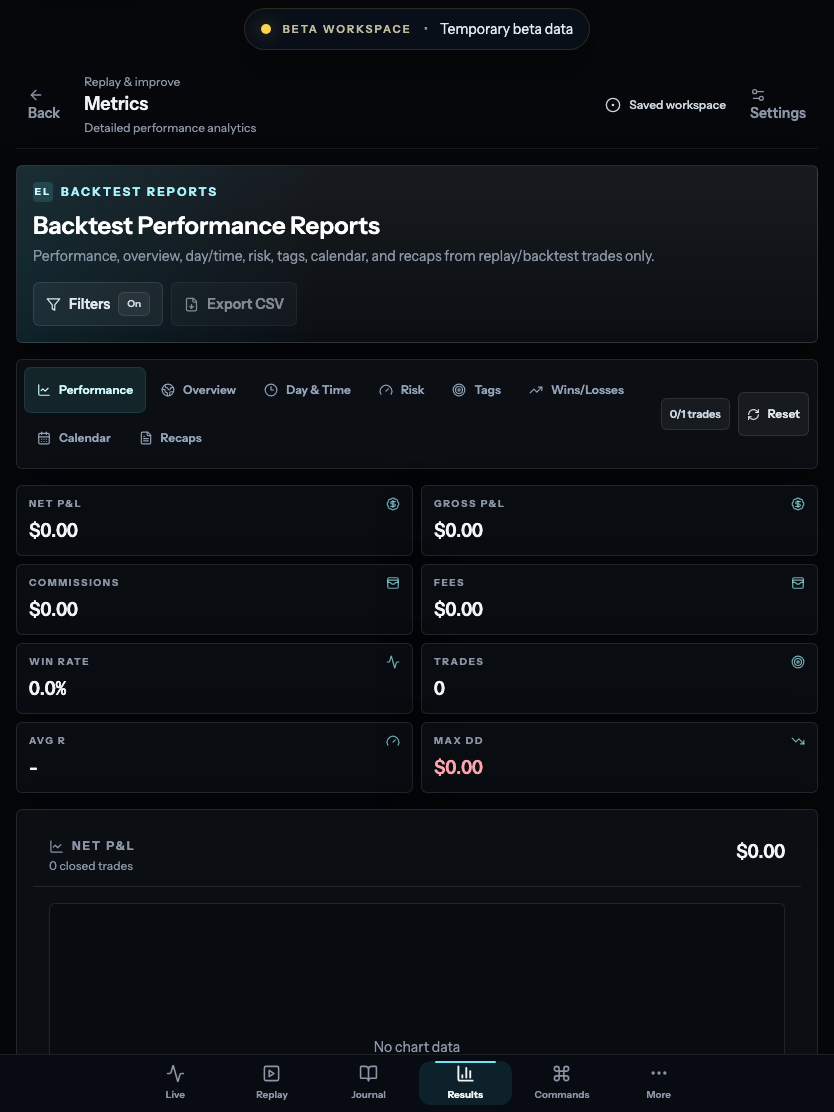 BETA WORKSPACE · Temporary beta data
Replay & improve
Back
Metrics
Detailed performance analytics
Saved workspace
Settings
EL BACKTEST REPORTS
Backtest Performance Reports
Performance, overview, day/time, risk, tags, calendar, and recaps from replay/backtest trades only.
Filters On
Export CSV
Performance
Overview
Day & Time
Risk
Tags
Wins/Losses
Calendar
Recaps
0/1 trades
Reset
NET P&L
$0.00
GROSS P&L
$0.00
COMMISSIONS
$0.00
FEES
$0.00
WIN RATE
0.0%
TRADES
0
AVG R
-
MAX DD
$0.00
NET P&L
0 closed trades
$0.00
No chart data
Live
Replay
Journal
Results
Commands
More